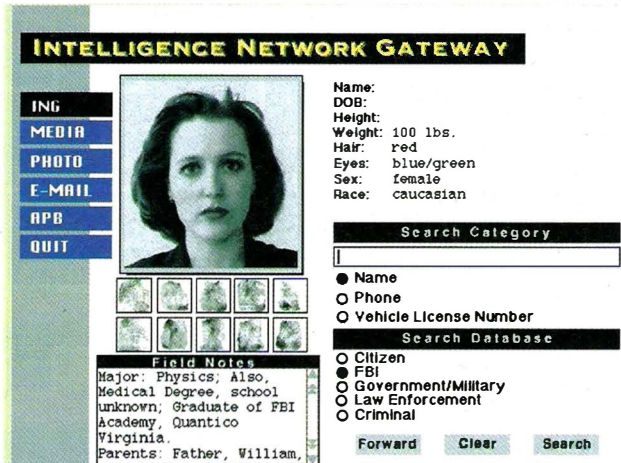 INTELLIGENCE NETWORK GATEWAY
ING
MEDIA
PHOTO
E-MAIL
APB
QUIT
Name:
DOB:
Height:
Weight: 100 lbs.
Hair: red
Eyes: blue/green
Sex: female
Race: caucasian
Search Category
Name
Phone
Vehicle License Number
Search Database
Citizen
FBI
Government/Military
Law Enforcement
Criminal
Forward Clear Search
Field Notes
Major: Physics; Also,
Medical Degree, school
unknown; Graduate of FBI
Academy, Quantico
Virginia.
Parents: Father, William,